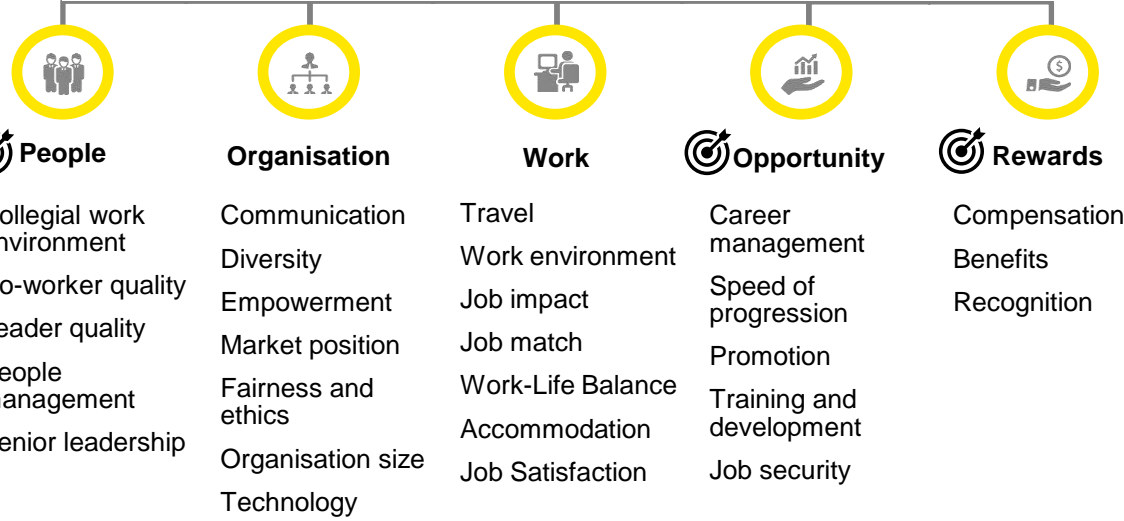 People
ollegial work
nvironment
o-worker quality
eader quality
eople
anagement
enior leadership
Organisation
Communication
Diversity
Empowerment
Market position
Fairness and
ethics
Organisation size
Technology
Work
Travel
Work environment
Job impact
Job match
Work-Life Balance
Accommodation
Job Satisfaction
Opportunity
Career
management
Speed of
progression
Promotion
Training and
development
Job security
Rewards
Compensation
Benefits
Recognition